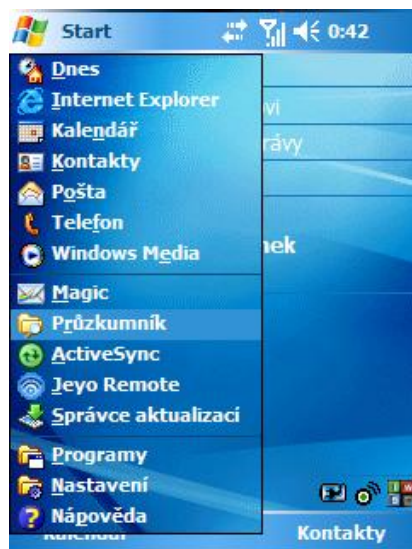 Start 0:42
Dnes
Internet Explorer
Kalendář
Kontakty
Pošta
Telefon
Windows Media
Magic
Průzkumník
ActiveSync
Jeyo Remote
Správce aktualizací
Programy
Nastavení
Nápověda
Kontakty